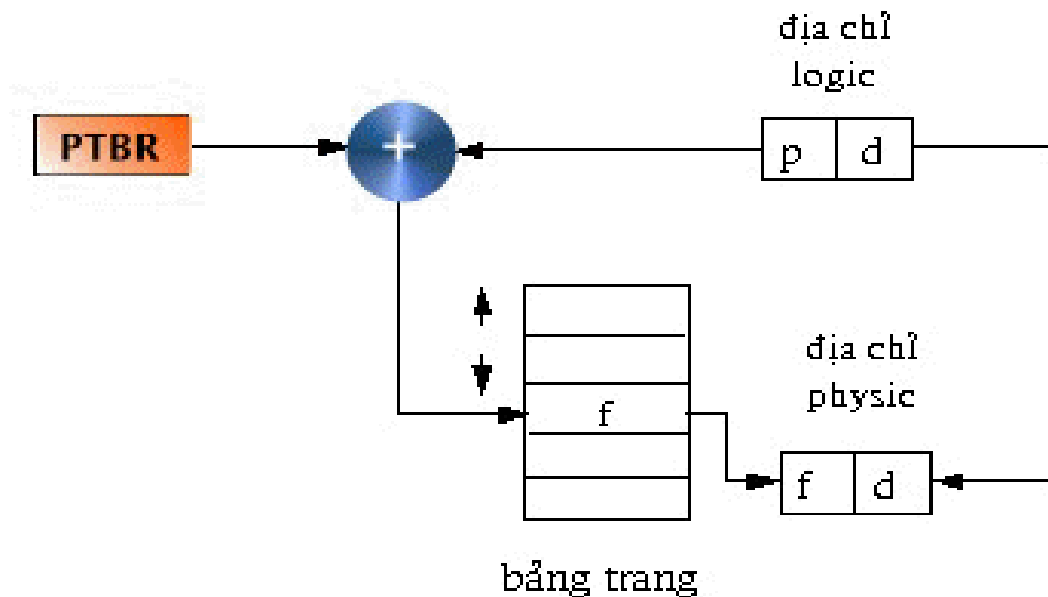 địa chỉ
logic
PTBR
+
p d
f
địa chỉ
physic
f d
bảng trang